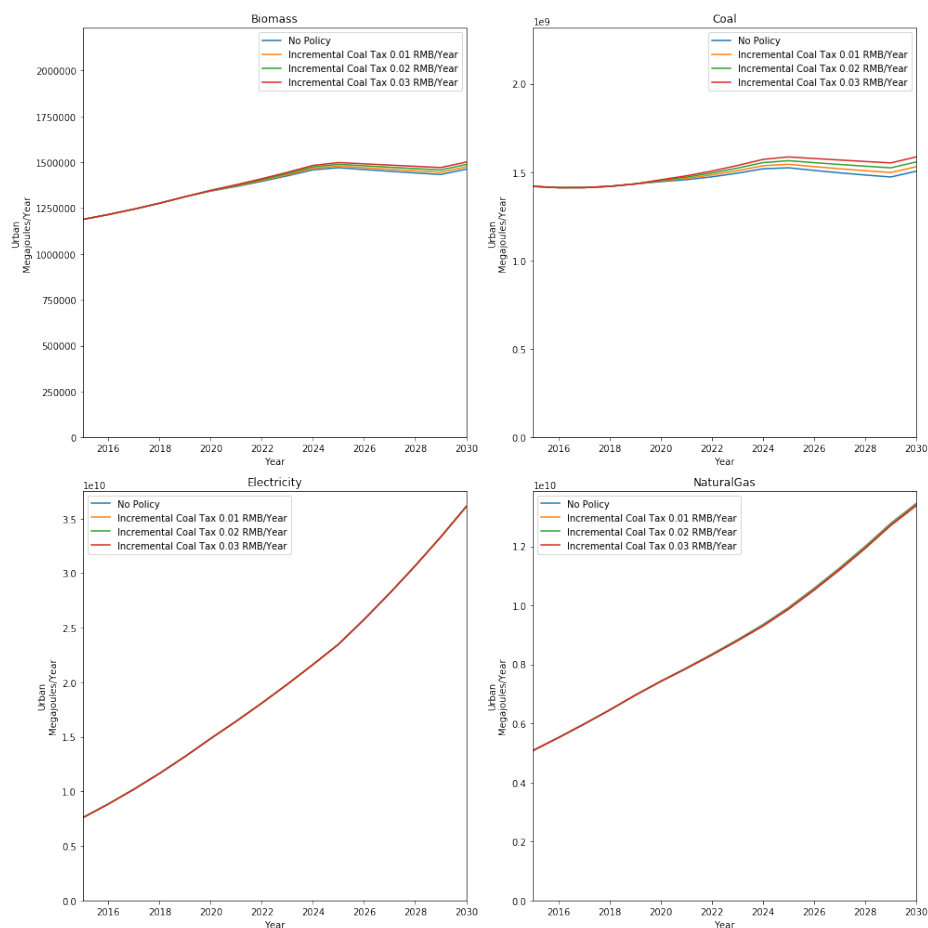 Biomass
No Policy
Incremental Coal Tax 0.01 RMB/Year
Incremental Coal Tax 0.02 RMB/Year
Incremental Coal Tax 0.03 RMB/Year
2000000
1750000
1500000
1250000
1000000
750000
500000
250000
0
Urban
Megajoules/Year
2016 2018 2020 2022 2024 2026 2028 2030
Year
Coal
1e9
No Policy
Incremental Coal Tax 0.01 RMB/Year
Incremental Coal Tax 0.02 RMB/Year
Incremental Coal Tax 0.03 RMB/Year
2.0
1.5
1.0
0.5
0.0
Urban
Megajoules/Year
2016 2018 2020 2022 2024 2026 2028 2030
Year
Electricity
1e10
No Policy
Incremental Coal Tax 0.01 RMB/Year
Incremental Coal Tax 0.02 RMB/Year
Incremental Coal Tax 0.03 RMB/Year
3.5
3.0
2.5
2.0
1.5
1.0
0.5
0.0
Urban
Megajoules/Year
2016 2018 2020 2022 2024 2026 2028 2030
Year
NaturalGas
1e10
No Policy
Incremental Coal Tax 0.01 RMB/Year
Incremental Coal Tax 0.02 RMB/Year
Incremental Coal Tax 0.03 RMB/Year
1.2
1.0
0.8
0.6
0.4
0.2
0.0
Urban
Megajoules/Year
2016 2018 2020 2022 2024 2026 2028 2030
Year